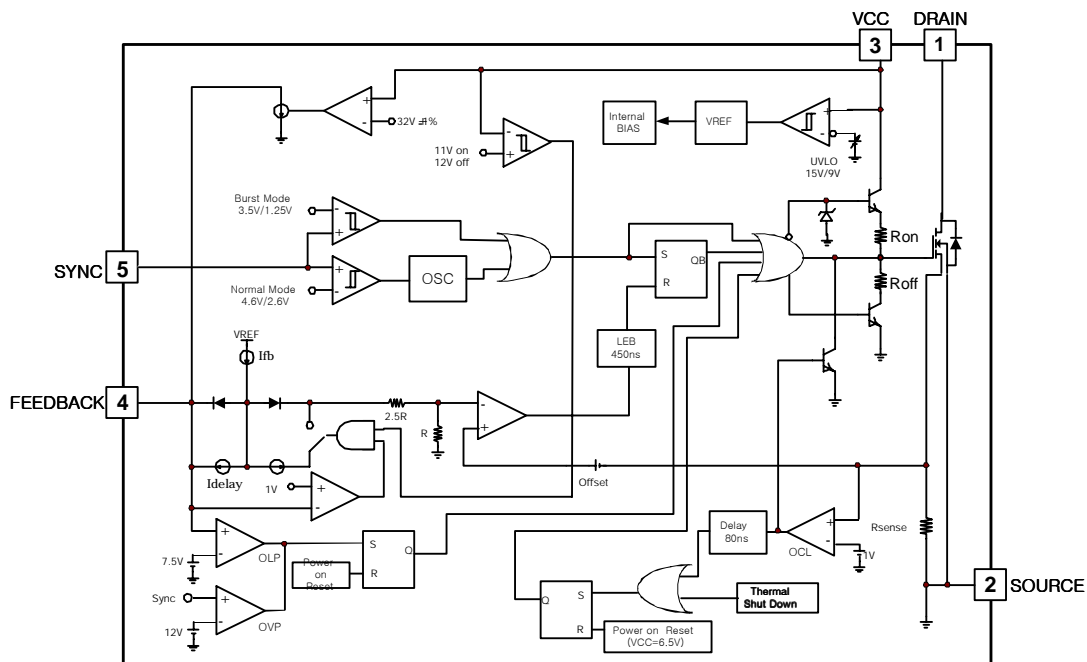 VCC DRAIN
3 1
+
-
32V ±1%
-
+
11V on
12V off
Internal
BIAS
VREF
+
-
UVLO
15V/9V
Burst Mode
3.5V/1.25V
-
+
SYNC 5
+
-
Normal Mode
4.6V/2.6V
OSC
S
QB
R
Ron
Roff
LEB
450ns
VREF
Ifb
FEEDBACK 4
2.5R
R
-
+
Idelay
1V
+
-
Offset
+
-
7.5V
OLP
Power
on
Reset
S
Q
R
Sync
+
-
12V
OVP
Delay
80ns
+
-
OCL
1V
Rsense
2 SOURCE
Q
S
R
Thermal
Shut Down
Power on Reset
(VCC=6.5V)